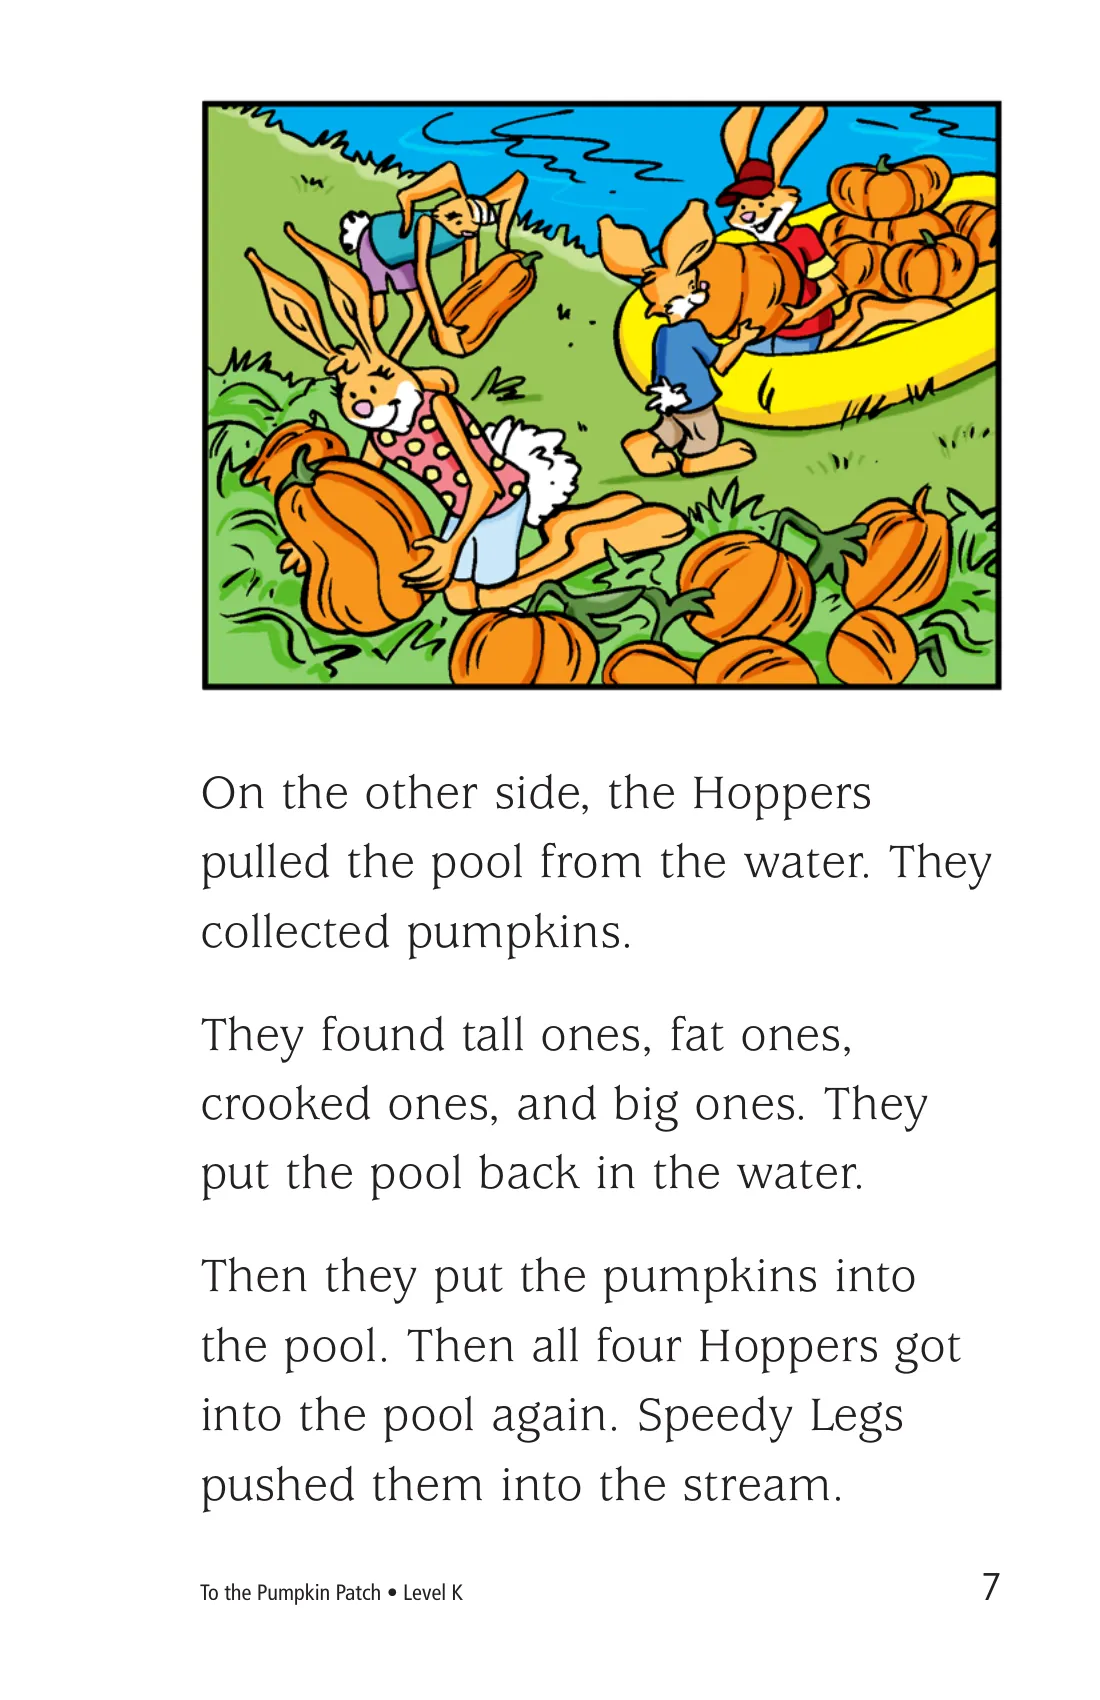 On the other side, the Hoppers
pulled the pool from the water. They
collected pumpkins.
They found tall ones, fat ones,
crooked ones, and big ones. They
put the pool back in the water.
Then they put the pumpkins into
the pool. Then all four Hoppers got
into the pool again. Speedy Legs
pushed them into the stream.
To the Pumpkin Patch • Level K
7